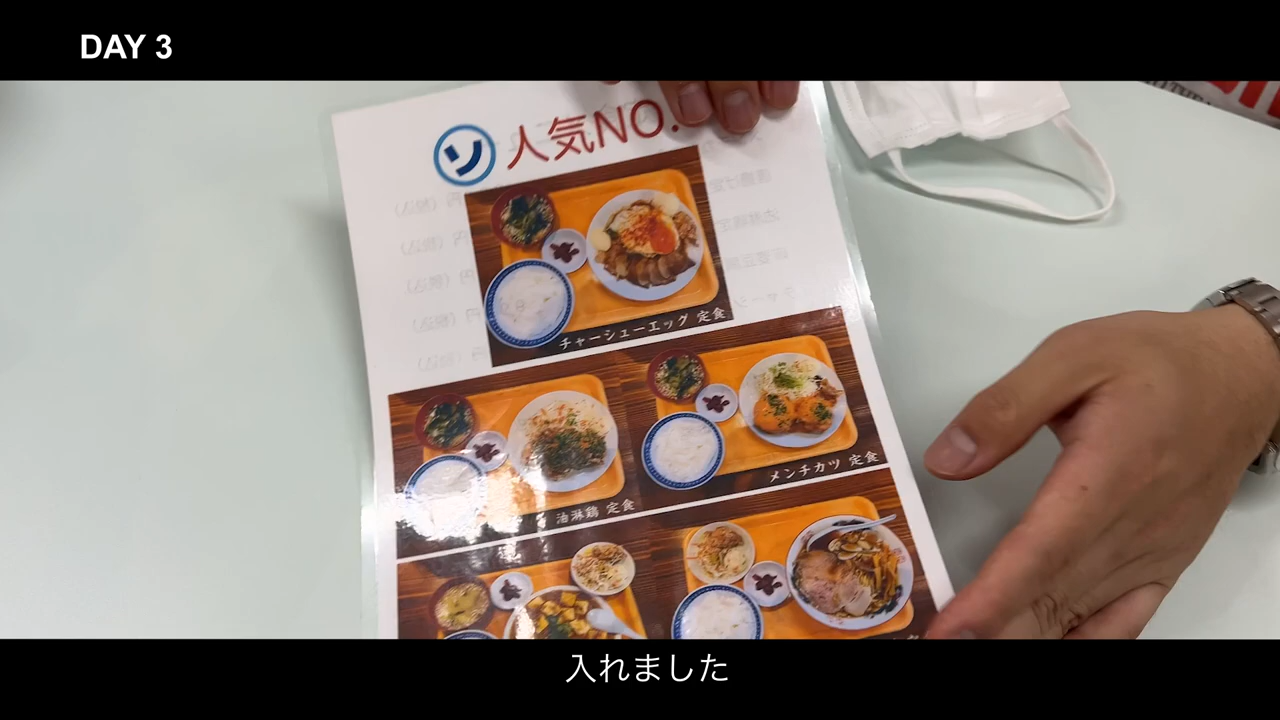 DAY 3
ソ 人気NO.
チャーシューエッグ 定食
メンチカツ 定食
油淋鶏 定食
入れました